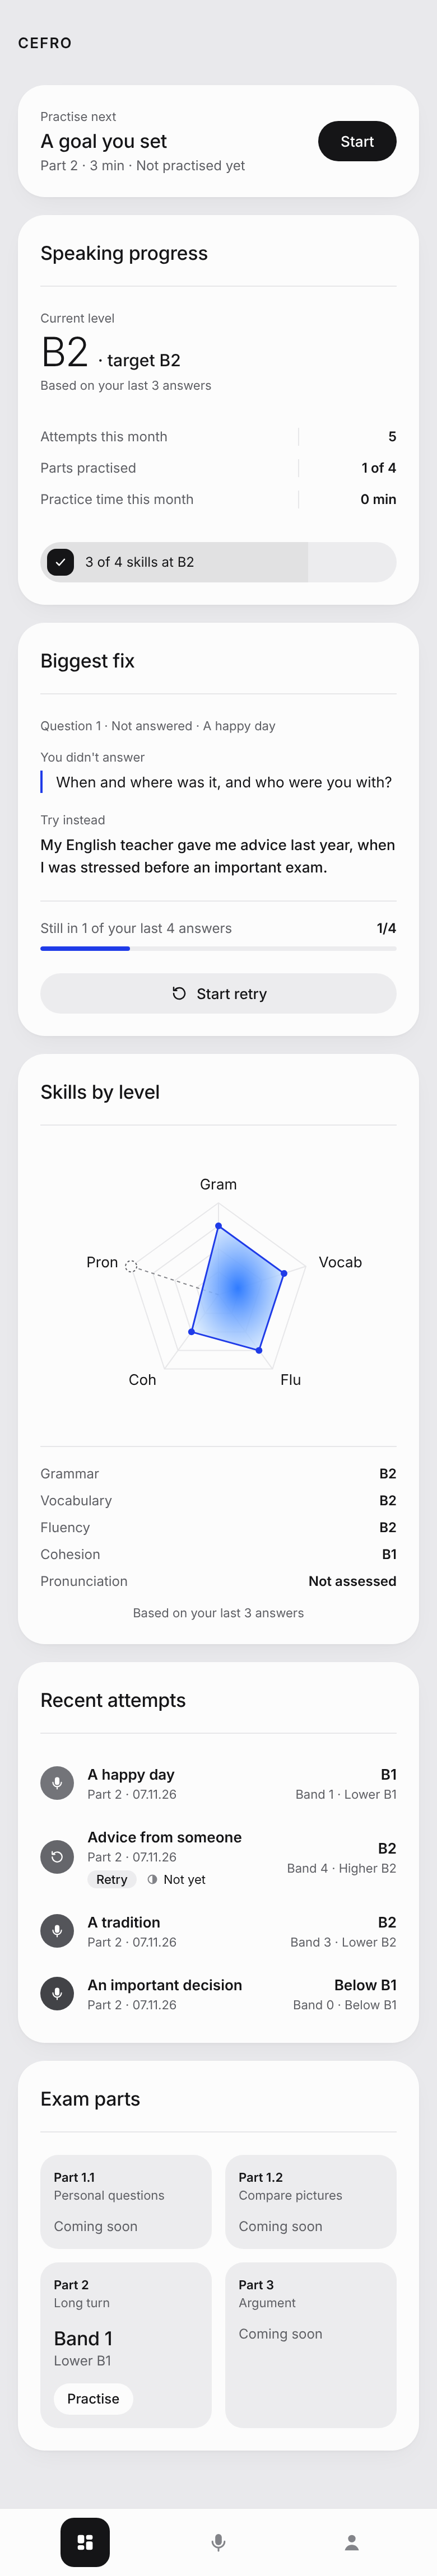 CEFRO
Practise next
A goal you set
Part 2 · 3 min · Not practised yet
Start
Speaking progress
Current level
B2 · target B2
Based on your last 3 answers
Attempts this month 5
Parts practised 1 of 4
Practice time this month 0 min
3 of 4 skills at B2
Biggest fix
Question 1 · Not answered · A happy day
You didn't answer
When and where was it, and who were you with?
Try instead
My English teacher gave me advice last year, when
I was stressed before an important exam.
Still in 1 of your last 4 answers 1/4
Start retry
Skills by level
Gram
Pron
Vocab
Coh
Flu
Grammar B2
Vocabulary B2
Fluency B2
Cohesion B1
Pronunciation Not assessed
Based on your last 3 answers
Recent attempts
A happy day B1
Part 2 · 07.11.26 Band 1 · Lower B1
Advice from someone B2
Part 2 · 07.11.26 Band 4 · Higher B2
Retry Not yet
A tradition B2
Part 2 · 07.11.26 Band 3 · Lower B2
An important decision Below B1
Part 2 · 07.11.26 Band 0 · Below B1
Exam parts
Part 1.1
Personal questions
Coming soon
Part 1.2
Compare pictures
Coming soon
Part 2
Long turn
Band 1
Lower B1
Practise
Part 3
Argument
Coming soon